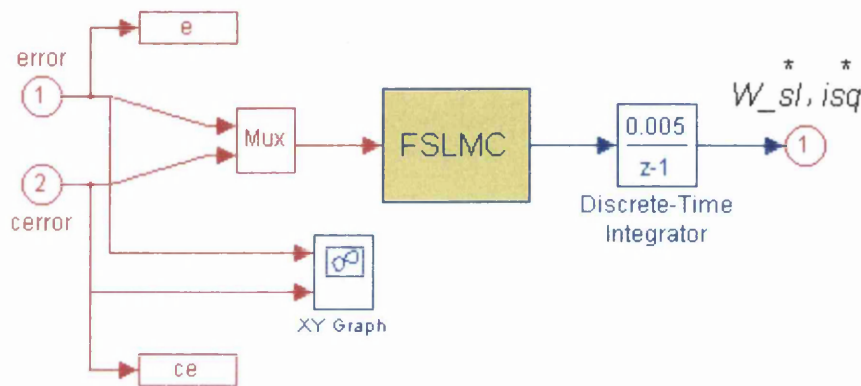 e
error
1
Mux
FSLMC
0.005
z-1
* *
W_sl, isq
1
2
cerror
Discrete-Time
Integrator
XY Graph
ce